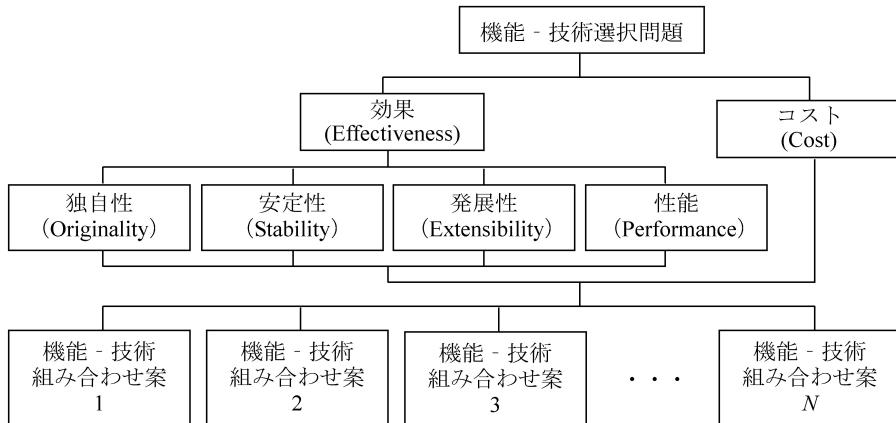 機能‐技術選択問題
効果
(Effectiveness)
コスト
(Cost)
独自性
（Originality）
安定性
（Stability）
発展性
（Extensibility）
性能
（Performance）
機能‐技術
組み合わせ案
1
機能‐技術
組み合わせ案
2
機能‐技術
組み合わせ案
3
・・・
機能‐技術
組み合わせ案
N